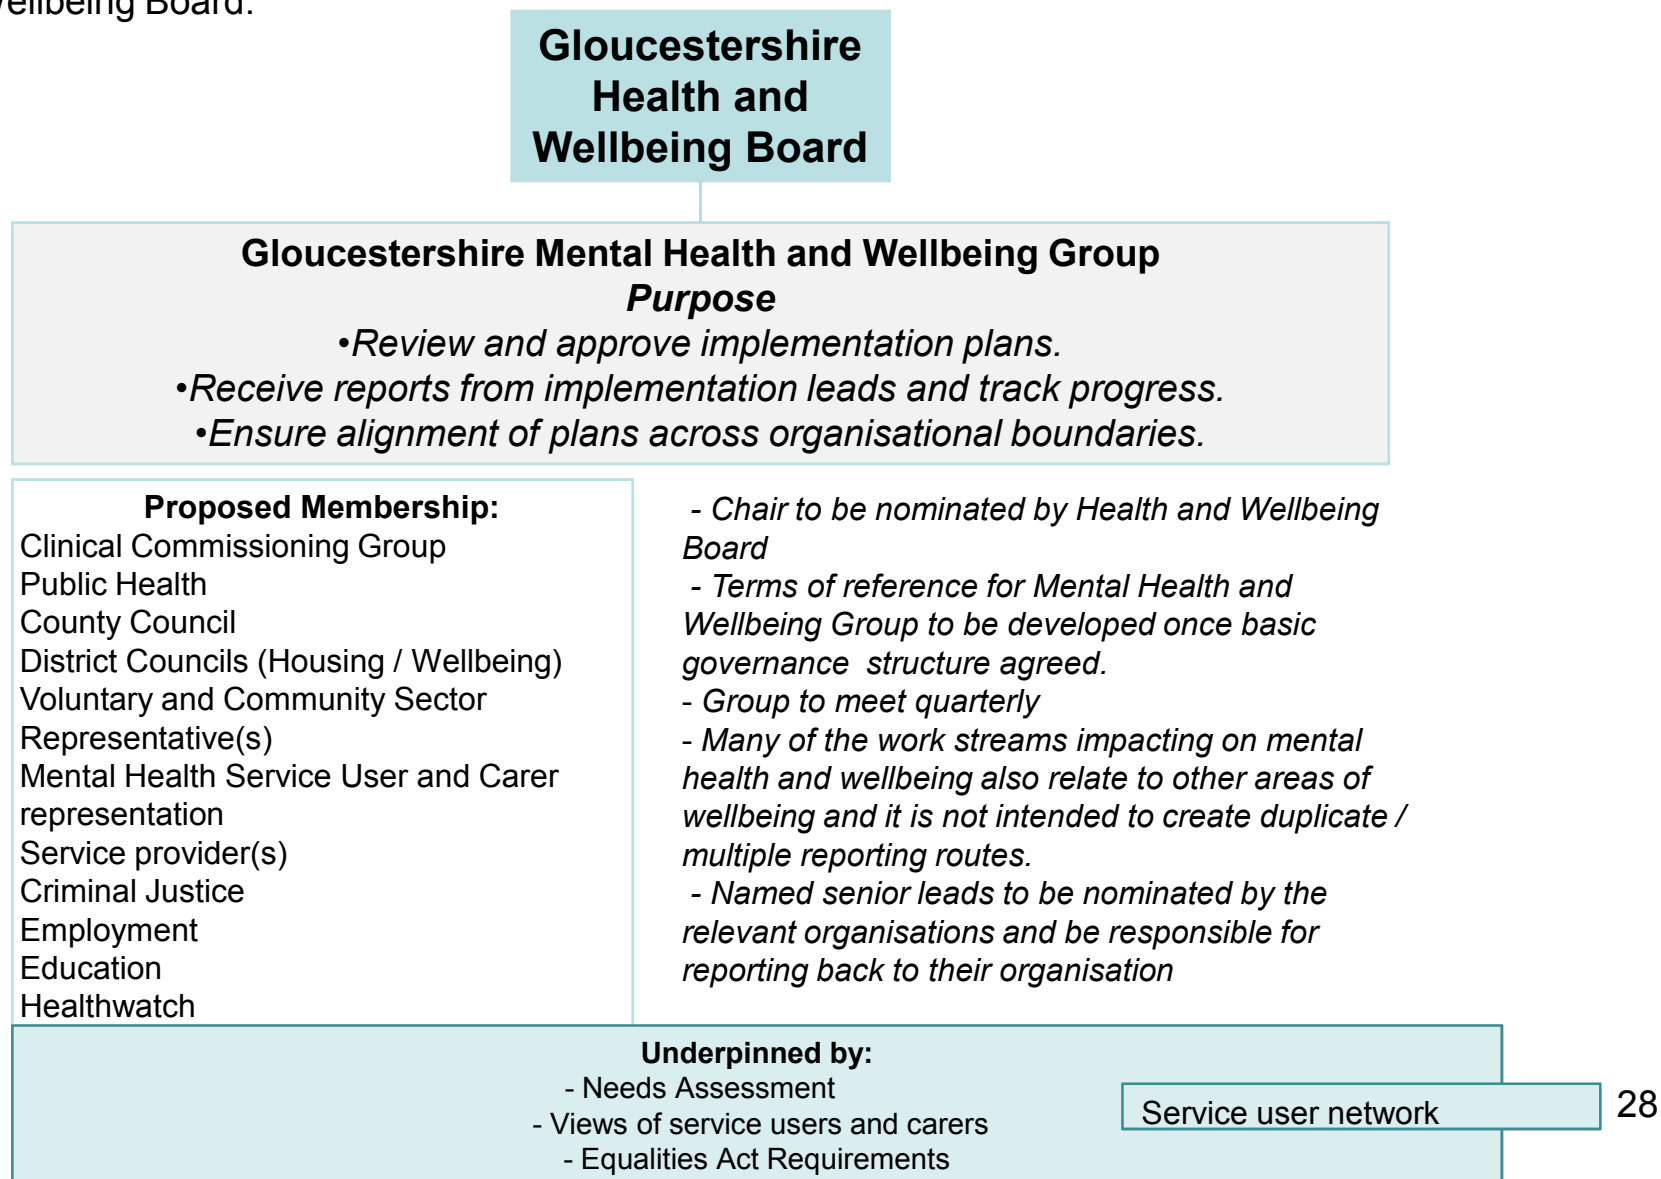 Wellbeing Board.
Gloucestershire
Health and
Wellbeing Board
Gloucestershire Mental Health and Wellbeing Group
Purpose
•Review and approve implementation plans.
•Receive reports from implementation leads and track progress.
•Ensure alignment of plans across organisational boundaries.
Proposed Membership:
Clinical Commissioning Group
Public Health
County Council
District Councils (Housing / Wellbeing)
Voluntary and Community Sector
Representative(s)
Mental Health Service User and Carer
representation
Service provider(s)
Criminal Justice
Employment
Education
Healthwatch
- Chair to be nominated by Health and Wellbeing
Board
- Terms of reference for Mental Health and
Wellbeing Group to be developed once basic
governance  structure agreed.
- Group to meet quarterly
- Many of the work streams impacting on mental
health and wellbeing also relate to other areas of
wellbeing and it is not intended to create duplicate /
multiple reporting routes.
- Named senior leads to be nominated by the
relevant organisations and be responsible for
reporting back to their organisation
Underpinned by:
- Needs Assessment
- Views of service users and carers
- Equalities Act Requirements
Service user network
28